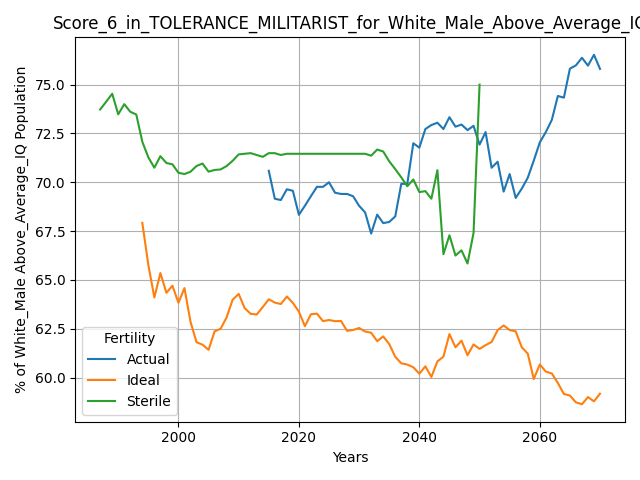 Score_6_in_TOLERANCE_MILITARIST_for_White_Male_Above_Average_IQ
% of White_Male Above_Average_IQ Population
75.0
72.5
70.0
67.5
65.0
62.5
60.0
Fertility
Actual
Ideal
Sterile
2000
2020
2040
2060
Years